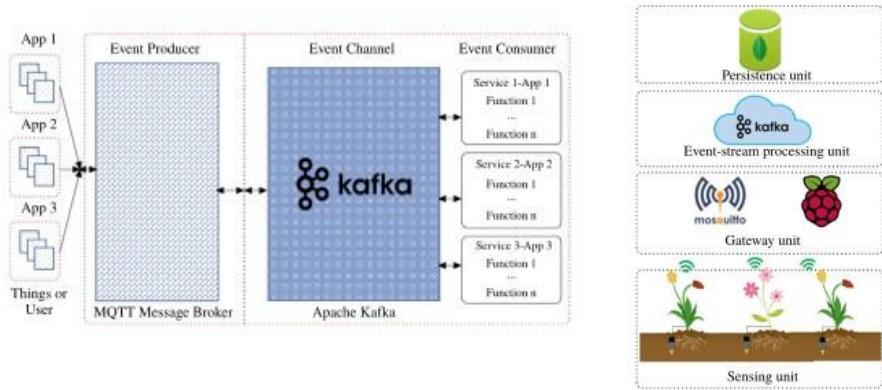 App 1
App 2
App 3
Things or
User
Event Producer
MQTT Message Broker
Event Channel
kafka
Apache Kafka
Event Consumer
Service 1-App 1
Function 1
...
Function n
Service 2-App 2
Function 1
...
Function n
Service 3-App 3
Function 1
...
Function n
Persistence unit
kafka
Event-stream processing unit
mosquitto
Gateway unit
Sensing unit